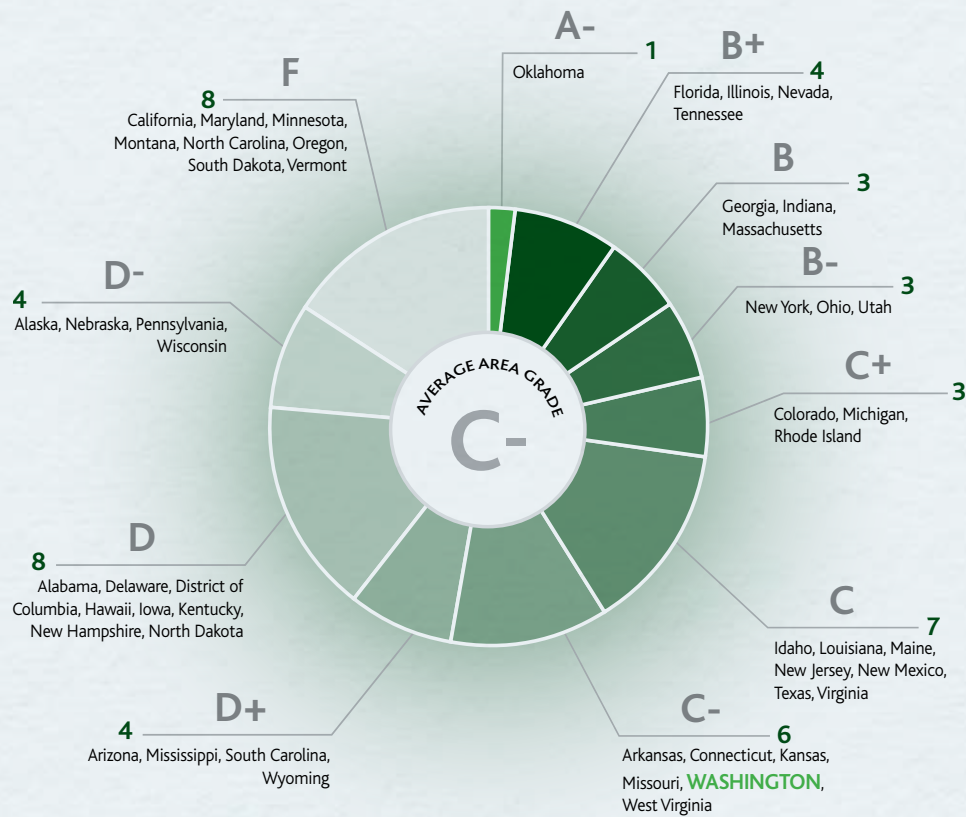 A-
1
Oklahoma
B+
4
Florida, Illinois, Nevada,
Tennessee
B
3
Georgia, Indiana,
Massachusetts
B-
3
New York, Ohio, Utah
C+
3
Colorado, Michigan,
Rhode Island
C
7
Idaho, Louisiana, Maine,
New Jersey, New Mexico,
Texas, Virginia
C-
6
Arkansas, Connecticut, Kansas,
Missouri, WASHINGTON,
West Virginia
D+
4
Arizona, Mississippi, South Carolina,
Wyoming
D
8
Alabama, Delaware, District of
Columbia, Hawaii, Iowa, Kentucky,
New Hampshire, North Dakota
D-
4
Alaska, Nebraska, Pennsylvania,
Wisconsin
F
8
California, Maryland, Minnesota,
Montana, North Carolina, Oregon,
South Dakota, Vermont
AVERAGE AREA GRADE
C-